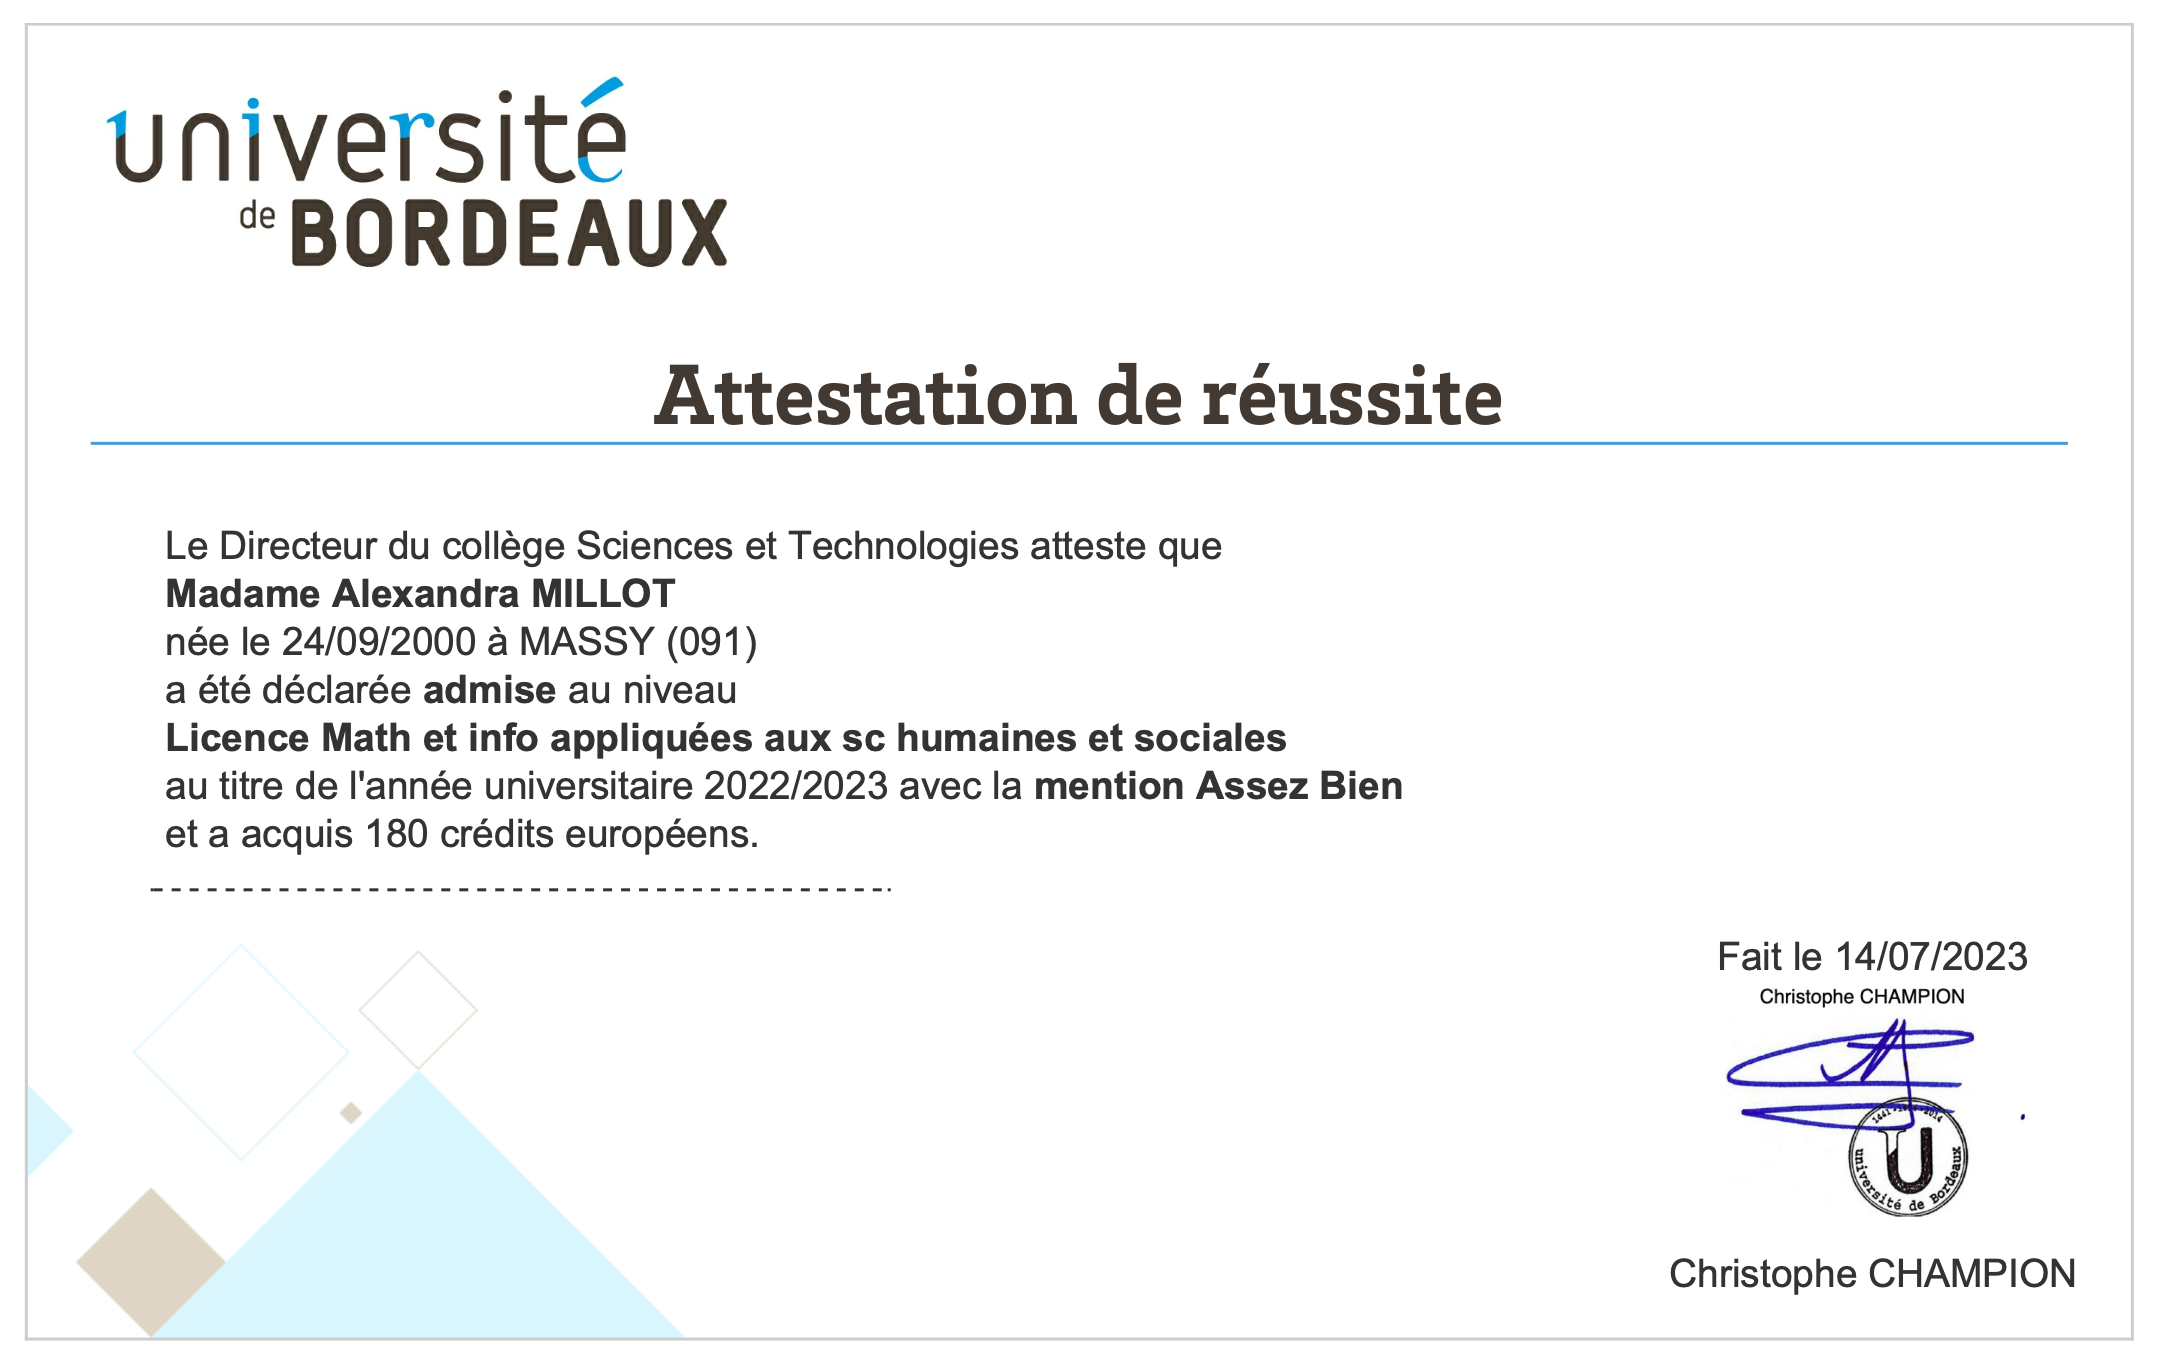 université
de BORDEAUX
Attestation de réussite
Le Directeur du collège Sciences et Technologies atteste que
Madame Alexandra MILLOT
née le 24/09/2000 à MASSY (091)
a été déclarée admise au niveau
Licence Math et info appliquées aux sc humaines et sociales
au titre de l'année universitaire 2022/2023 avec la mention Assez Bien
et a acquis 180 crédits européens.
Fait le 14/07/2023
Christophe CHAMPION
U
université de Bordeaux
Christophe CHAMPION